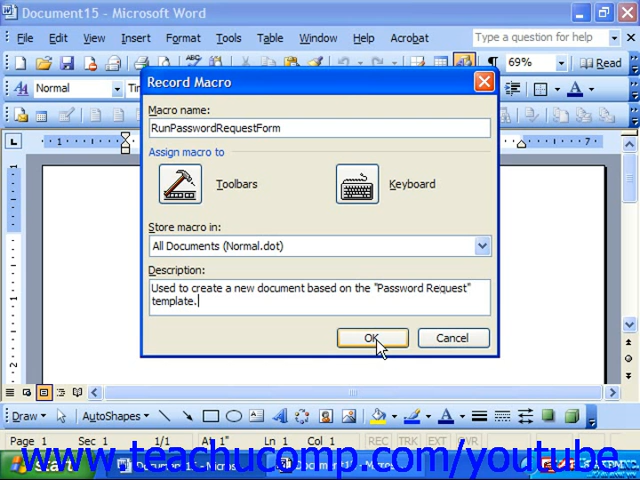 Document15 - Microsoft Word
File Edit View Insert Format Tools Table Window Help Acrobat Type a question for help
¶ 69% Read
Normal
Record Macro
Macro name:
RunPasswordRequestForm
Assign macro to
Toolbars Keyboard
Store macro in:
All Documents (Normal.dot)
Description:
Used to create a new document based on the "Password Request"
template.
OK Cancel
Draw AutoShapes
Page 1 Sec 1 1/1 At 1" Ln 1 Col 1 REC TRK EXT OVR
www.teachucomp.com/youtube